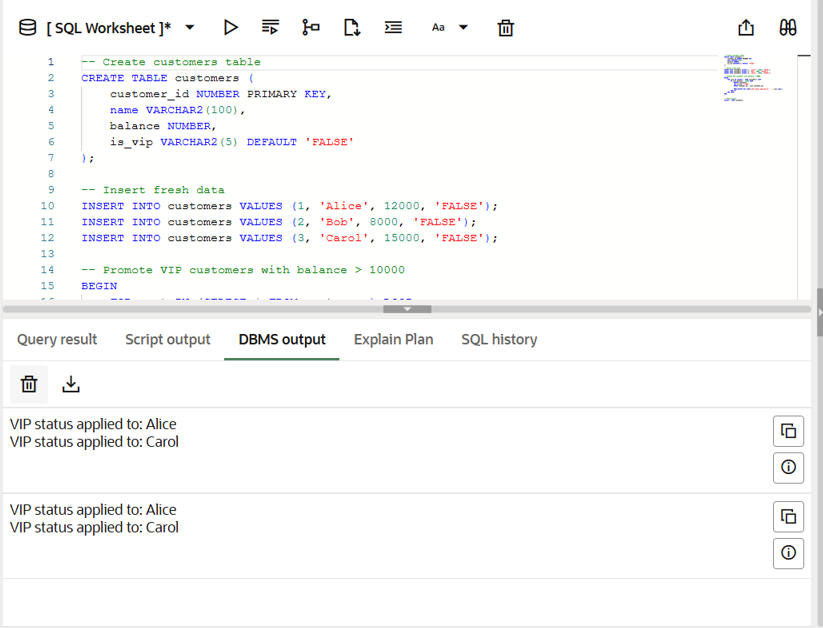 [ SQL Worksheet ]*
Aa
1 -- Create customers table
2 CREATE TABLE customers (
3 customer_id NUMBER PRIMARY KEY,
4 name VARCHAR2(100),
5 balance NUMBER,
6 is_vip VARCHAR2(5) DEFAULT 'FALSE'
7 );
8
9 -- Insert fresh data
10 INSERT INTO customers VALUES (1, 'Alice', 12000, 'FALSE');
11 INSERT INTO customers VALUES (2, 'Bob', 8000, 'FALSE');
12 INSERT INTO customers VALUES (3, 'Carol', 15000, 'FALSE');
13
14 -- Promote VIP customers with balance > 10000
15 BEGIN
Query result Script output DBMS output Explain Plan SQL history
VIP status applied to: Alice
VIP status applied to: Carol
VIP status applied to: Alice
VIP status applied to: Carol